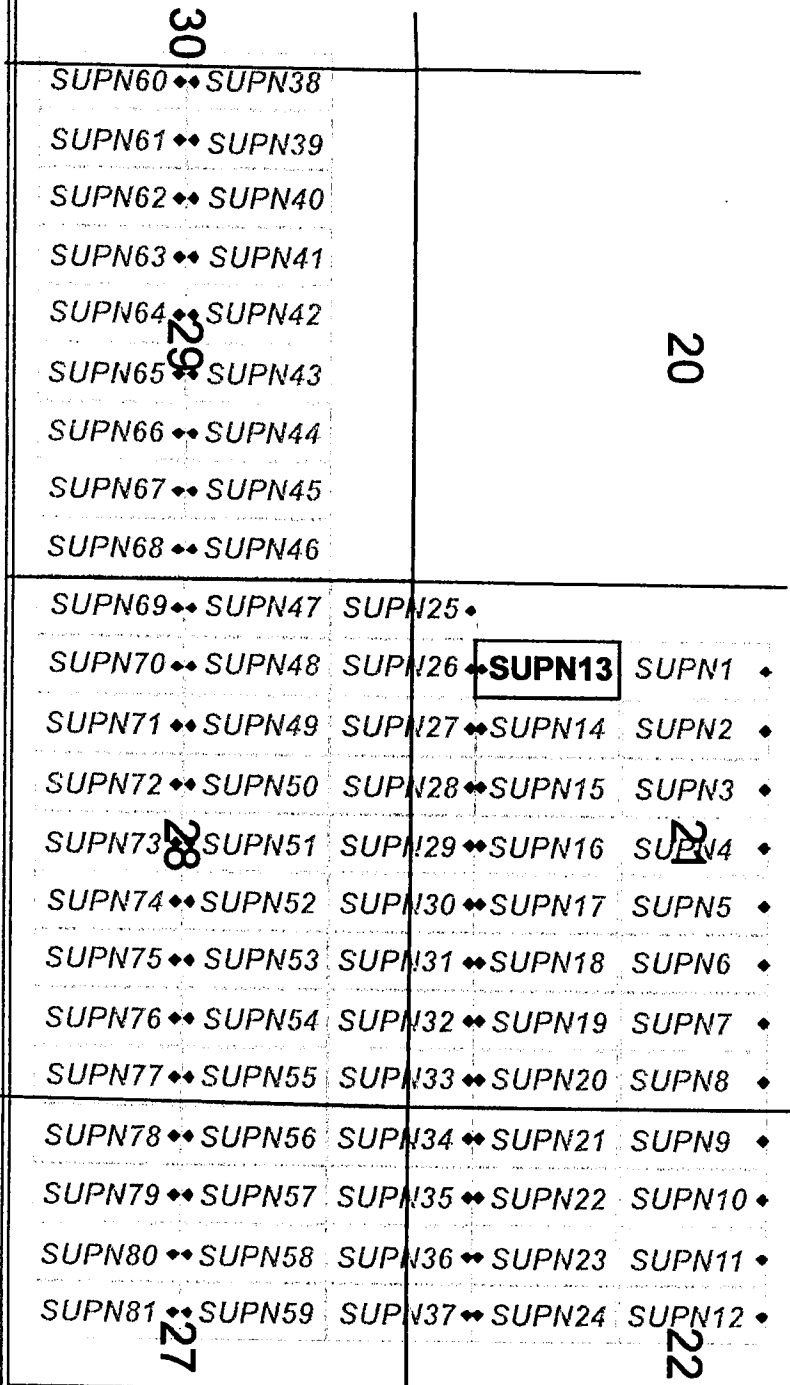 30
SUPN60 SUPN38
SUPN61 SUPN39
SUPN62 SUPN40
SUPN63 SUPN41
SUPN64 SUPN42
29
20
SUPN65 SUPN43
SUPN66 SUPN44
SUPN67 SUPN45
SUPN68 SUPN46
SUPN69 SUPN47 SUPN25
SUPN70 SUPN48 SUPN26 SUPN13 SUPN1
SUPN71 SUPN49 SUPN27 SUPN14 SUPN2
SUPN72 SUPN50 SUPN28 SUPN15 SUPN3
SUPN73 SUPN51 SUPN29 SUPN16 SUPN4
28
21
SUPN74 SUPN52 SUPN30 SUPN17 SUPN5
SUPN75 SUPN53 SUPN31 SUPN18 SUPN6
SUPN76 SUPN54 SUPN32 SUPN19 SUPN7
SUPN77 SUPN55 SUPN33 SUPN20 SUPN8
SUPN78 SUPN56 SUPN34 SUPN21 SUPN9
SUPN79 SUPN57 SUPN35 SUPN22 SUPN10
SUPN80 SUPN58 SUPN36 SUPN23 SUPN11
SUPN81 SUPN59 SUPN37 SUPN24 SUPN12
27
22